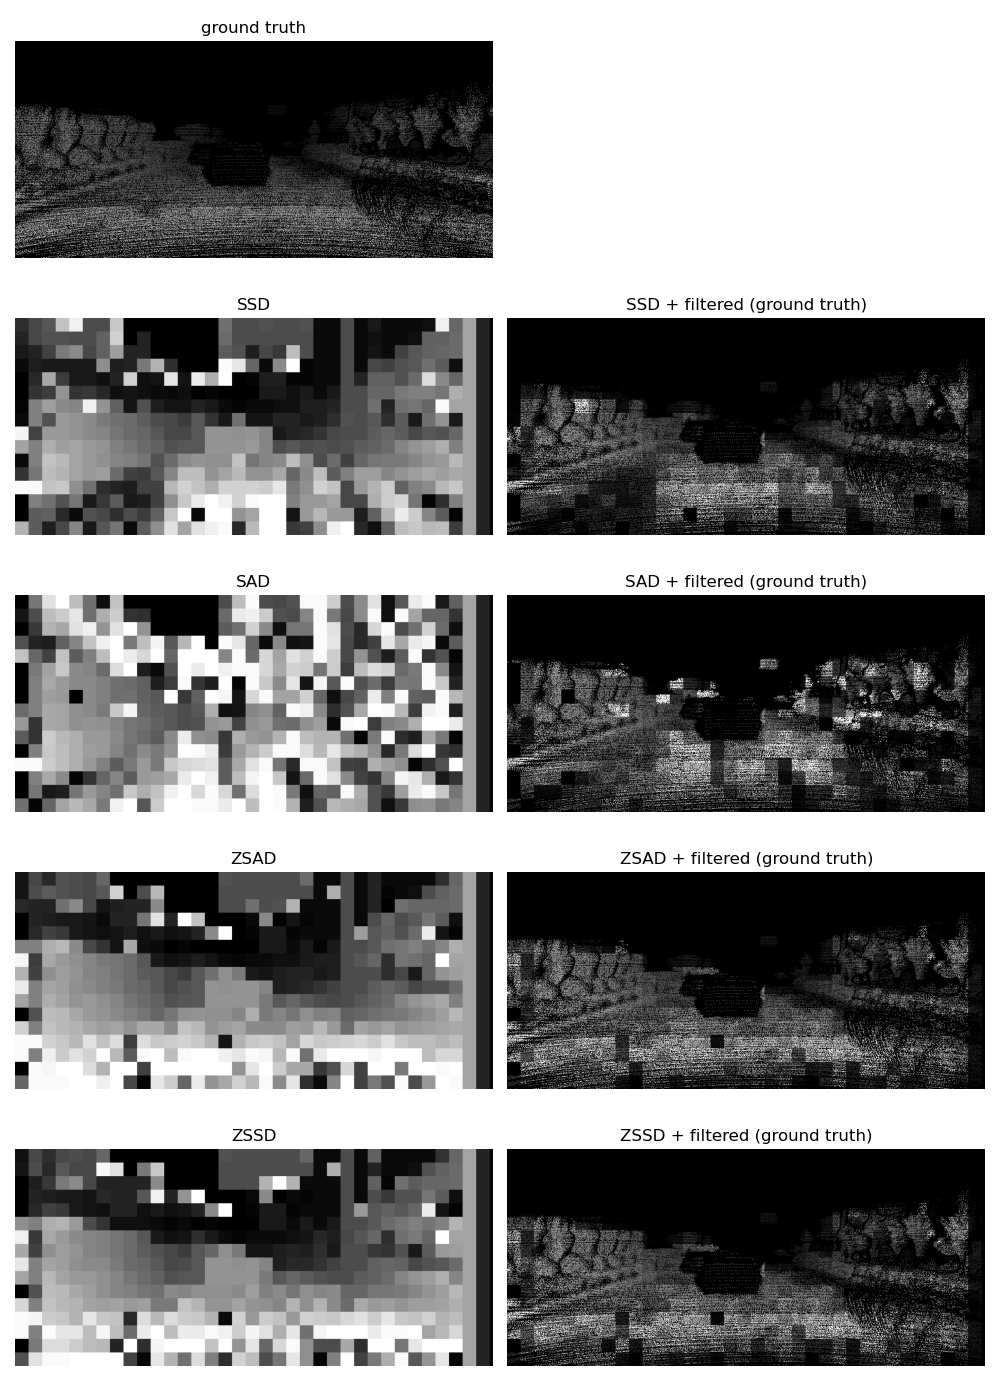 ground truth
SSD
SSD + filtered (ground truth)
SAD
SAD + filtered (ground truth)
ZSAD
ZSAD + filtered (ground truth)
ZSSD
ZSSD + filtered (ground truth)